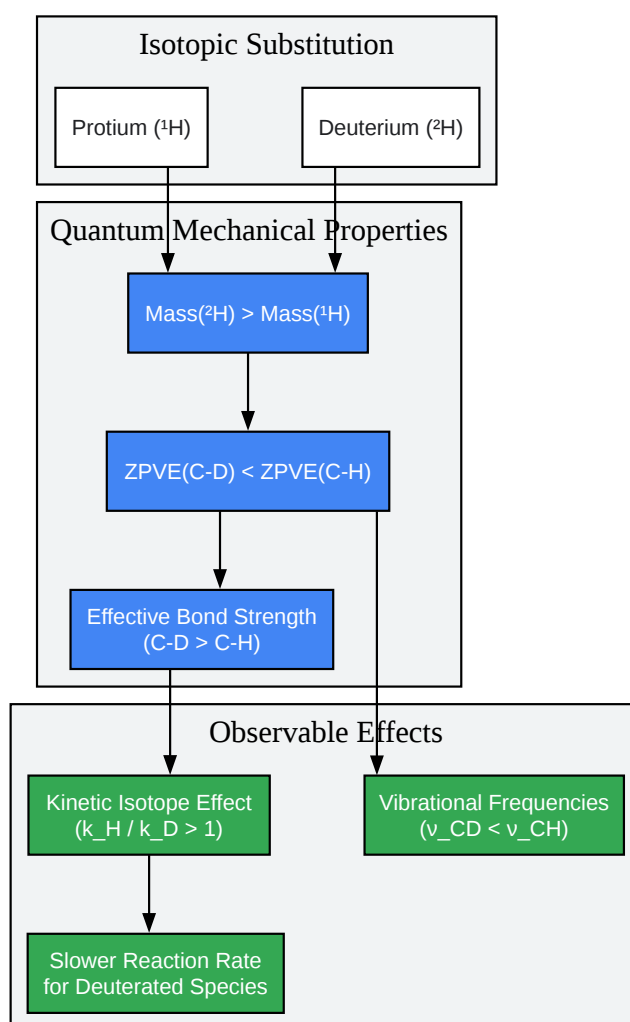 Isotopic Substitution
Protium (¹H)
Deuterium (²H)
Quantum Mechanical Properties
Mass(²H) > Mass(¹H)
ZPVE(C-D) < ZPVE(C-H)
Effective Bond Strength
(C-D > C-H)
Observable Effects
Kinetic Isotope Effect
(k_H / k_D > 1)
Vibrational Frequencies
(ν_CD < ν_CH)
Slower Reaction Rate
for Deuterated Species